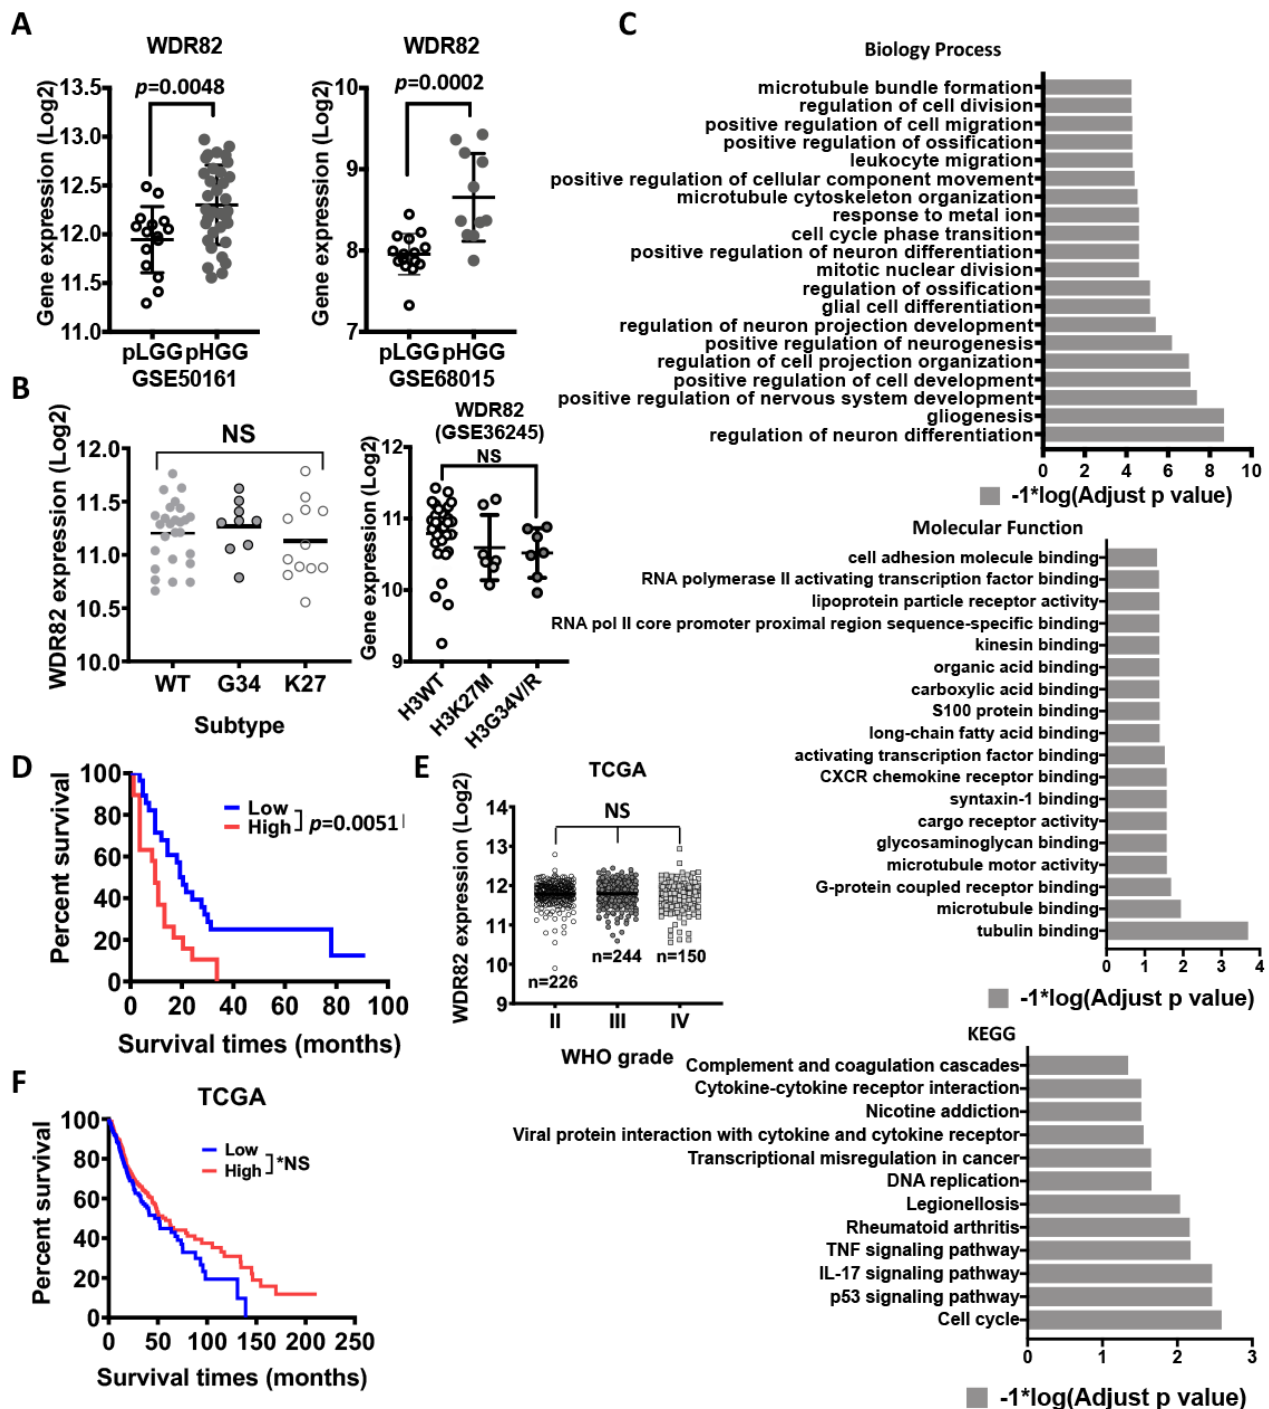 A
WDR82
p=0.0048
Gene expression (Log2)
13.5
13.0
12.5
12.0
11.5
11.0
pLGG pHGG
GSE50161
WDR82
p=0.0002
Gene expression (Log2)
10
9
8
7
pLGG pHGG
GSE68015
B
NS
WDR82 expression (Log2)
12.0
11.5
11.0
10.5
10.0
WT G34 K27
Subtype
WDR82
(GSE36245)
NS
Gene expression (Log2)
12
11
10
9
H3WT
H3K27M
H3G34V/R
C
Biology Process
microtubule bundle formation
regulation of cell division
positive regulation of cell migration
positive regulation of ossification
leukocyte migration
positive regulation of cellular component movement
microtubule cytoskeleton organization
response to metal ion
cell cycle phase transition
positive regulation of neuron differentiation
mitotic nuclear division
regulation of ossification
glial cell differentiation
regulation of neuron projection development
positive regulation of neurogenesis
regulation of cell projection organization
positive regulation of cell development
positive regulation of nervous system development
gliogenesis
regulation of neuron differentiation
0 2 4 6 8 10
-1*log(Adjust p value)
Molecular Function
cell adhesion molecule binding
RNA polymerase II activating transcription factor binding
lipoprotein particle receptor activity
RNA pol II core promoter proximal region sequence-specific binding
kinesin binding
organic acid binding
carboxylic acid binding
S100 protein binding
long-chain fatty acid binding
activating transcription factor binding
CXCR chemokine receptor binding
syntaxin-1 binding
cargo receptor activity
glycosaminoglycan binding
microtubule motor activity
G-protein coupled receptor binding
microtubule binding
tubulin binding
0 1 2 3 4
-1*log(Adjust p value)
KEGG
Complement and coagulation cascades
Cytokine-cytokine receptor interaction
Nicotine addiction
Viral protein interaction with cytokine and cytokine receptor
Transcriptional misregulation in cancer
DNA replication
Legionellosis
Rheumatoid arthritis
TNF signaling pathway
IL-17 signaling pathway
p53 signaling pathway
Cell cycle
0 1 2 3
-1*log(Adjust p value)
D
Percent survival
100
80
60
40
20
0
Low
High
p=0.0051
0 20 40 60 80 100
Survival times (months)
E
TCGA
NS
WDR82 expression (Log2)
14
13
12
11
10
9
n=226
n=244
n=150
II III IV
WHO grade
F
TCGA
Percent survival
100
80
60
40
20
0
Low
High
*NS
0 50 100 150 200 250
Survival times (months)